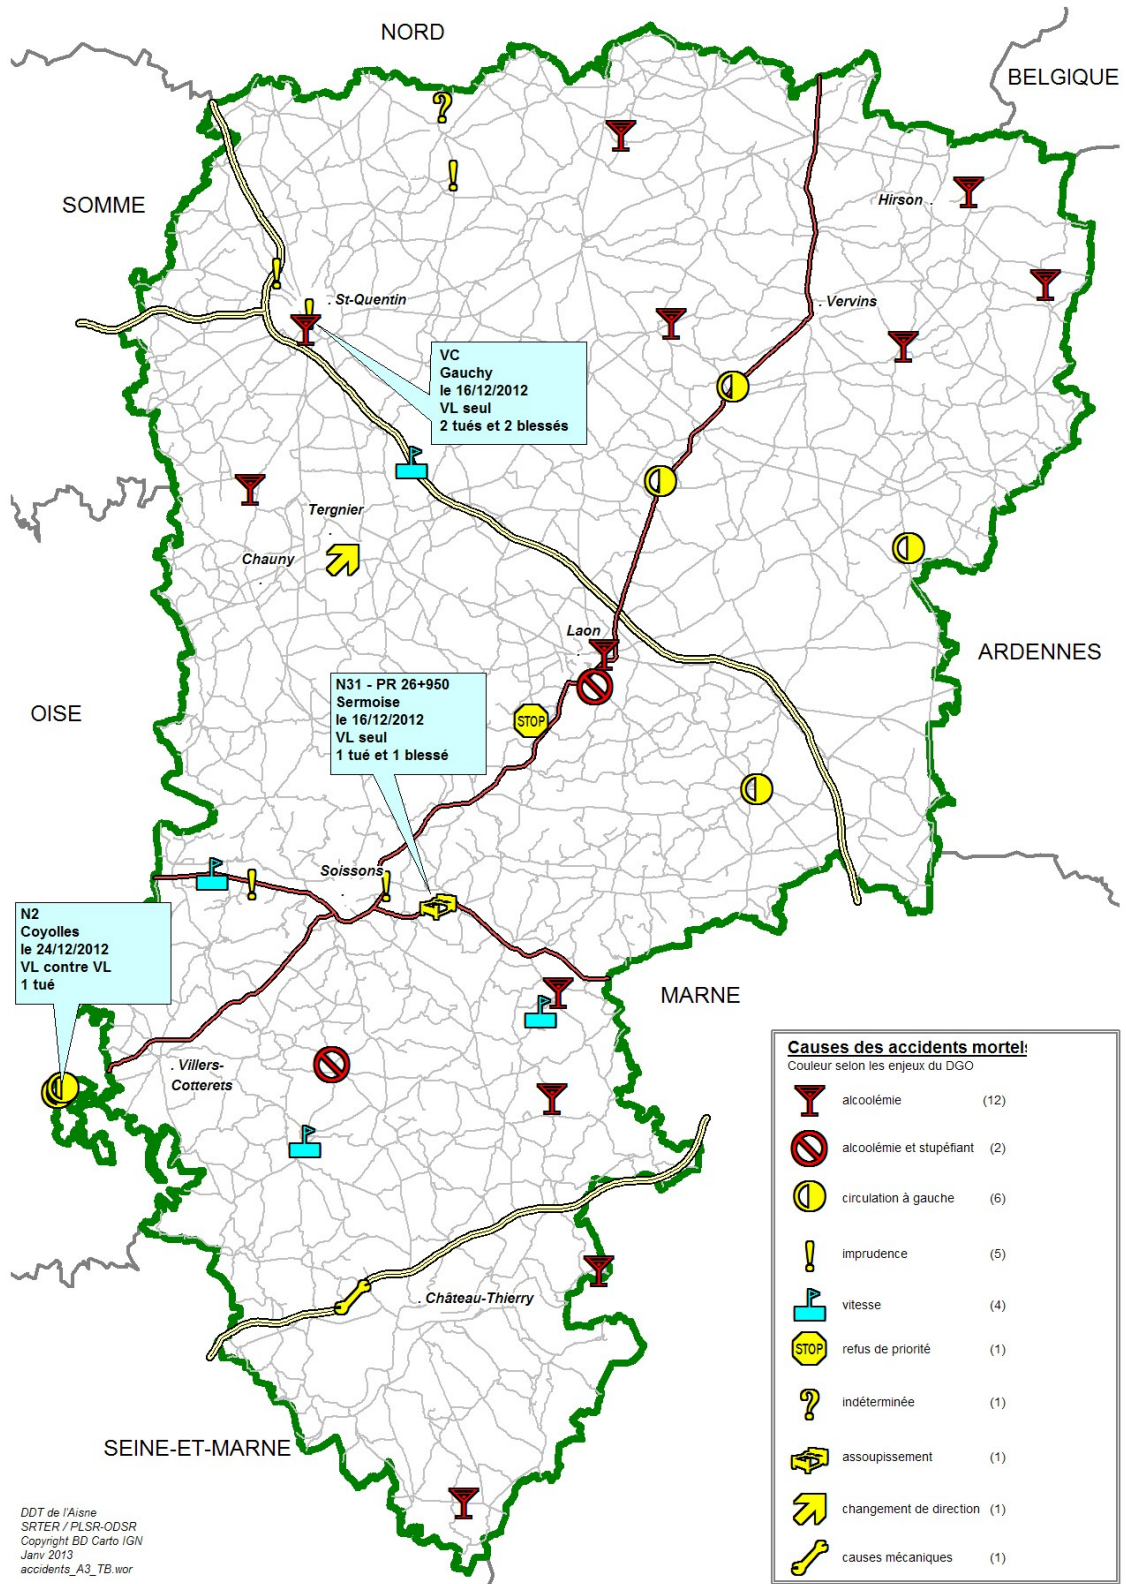 NORD
BELGIQUE
SOMME
Hirson .
. St-Quentin
. Vervins
VC
Gauchy
le 16/12/2012
VL seul
2 tués et 2 blessés
Tergnier
Chauny
Laon
ARDENNES
OISE
N31 - PR 26+950
Sermoise
le 16/12/2012
VL seul
1 tué et 1 blessé
STOP
Soissons
N2
Coyolles
le 24/12/2012
VL contre VL
1 tué
MARNE
. Villers-
Cotterets
. Château-Thierry
SEINE-ET-MARNE
Causes des accidents mortels
Couleur selon les enjeux du DGO
alcoolémie (12)
alcoolémie et stupéfiant (2)
circulation à gauche (6)
imprudence (5)
vitesse (4)
STOP refus de priorité (1)
indéterminée (1)
assoupissement (1)
changement de direction (1)
causes mécaniques (1)
DDT de l'Aisne
SRTER / PLSR-ODSR
Copyright BD Carto IGN
Janv 2013
accidents_A3_TB.wor